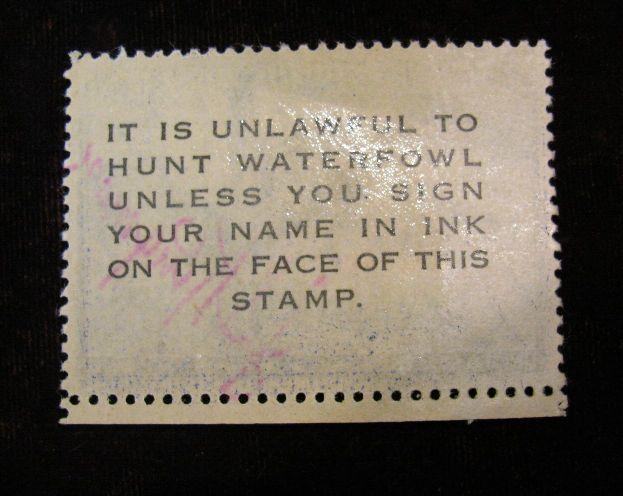 IT IS UNLAWFUL TO
HUNT WATERFOWL
UNLESS YOU SIGN
YOUR NAME IN INK
ON THE FACE OF THIS
STAMP.